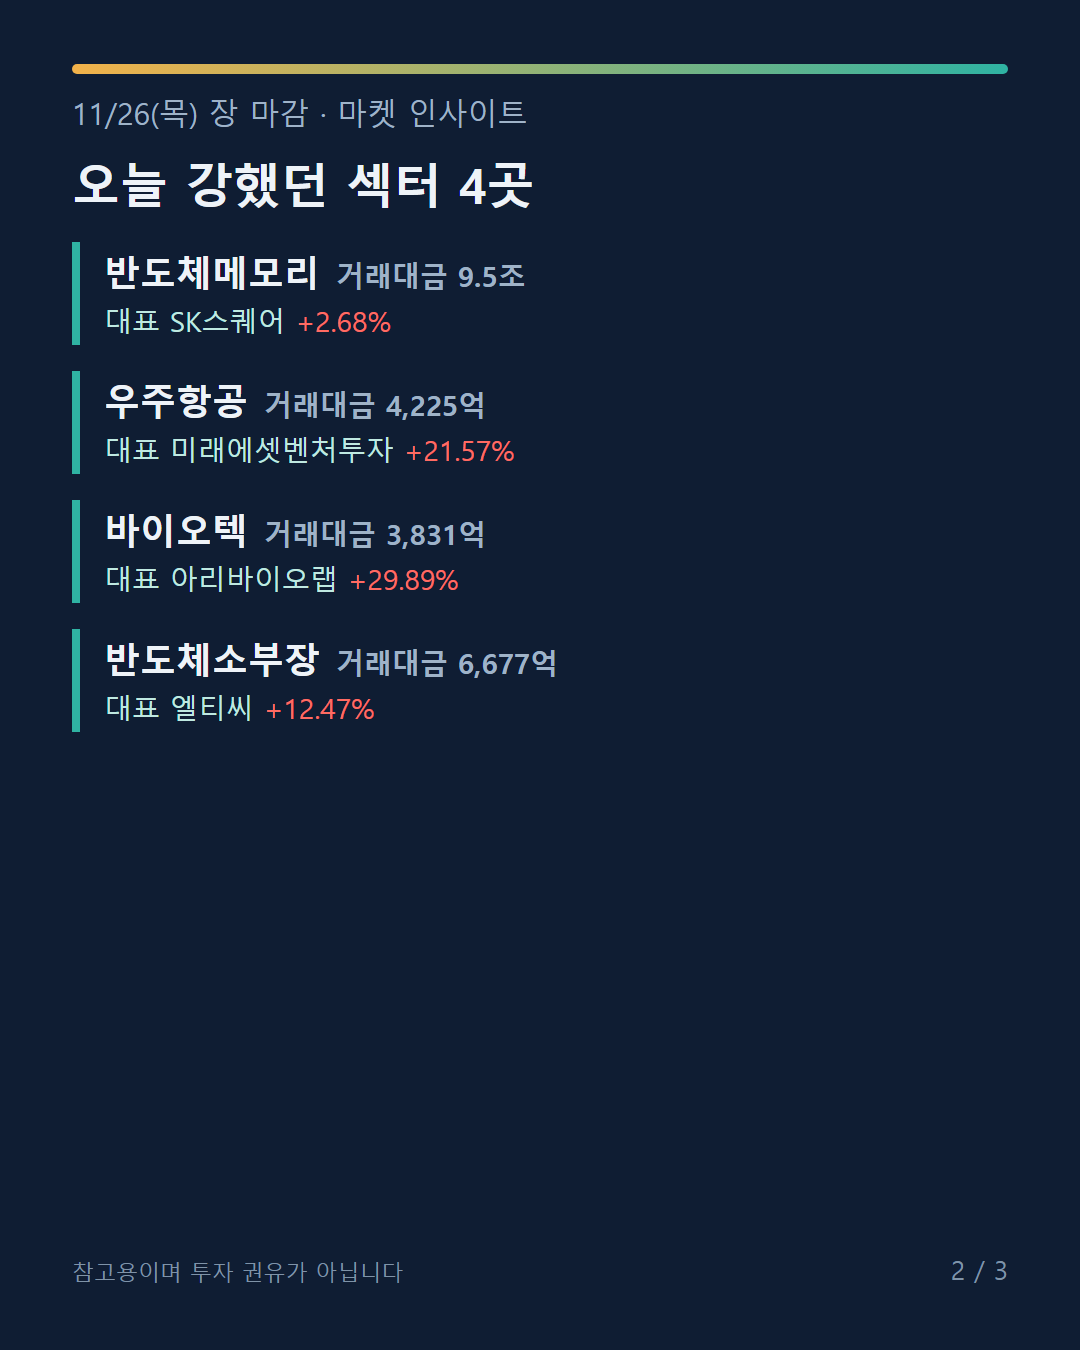 11/26(목) 장 마감 · 마켓 인사이트
오늘 강했던 섹터 4곳
반도체메모리 거래대금 9.5조
대표 SK스퀘어 +2.68%
우주항공 거래대금 4,225억
대표 미래에셋벤처투자 +21.57%
바이오텍 거래대금 3,831억
대표 아리바이오랩 +29.89%
반도체소부장 거래대금 6,677억
대표 엘티씨 +12.47%
참고용이며 투자 권유가 아닙니다
2 / 3